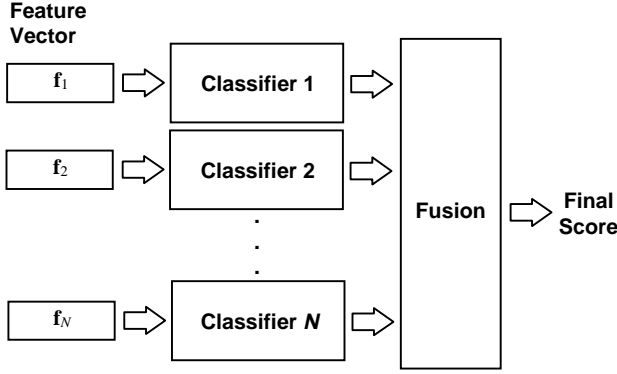 Feature
Vector
f1
Classifier 1
f2
Classifier 2
.
.
.
fN
Classifier N
Fusion
Final
Score